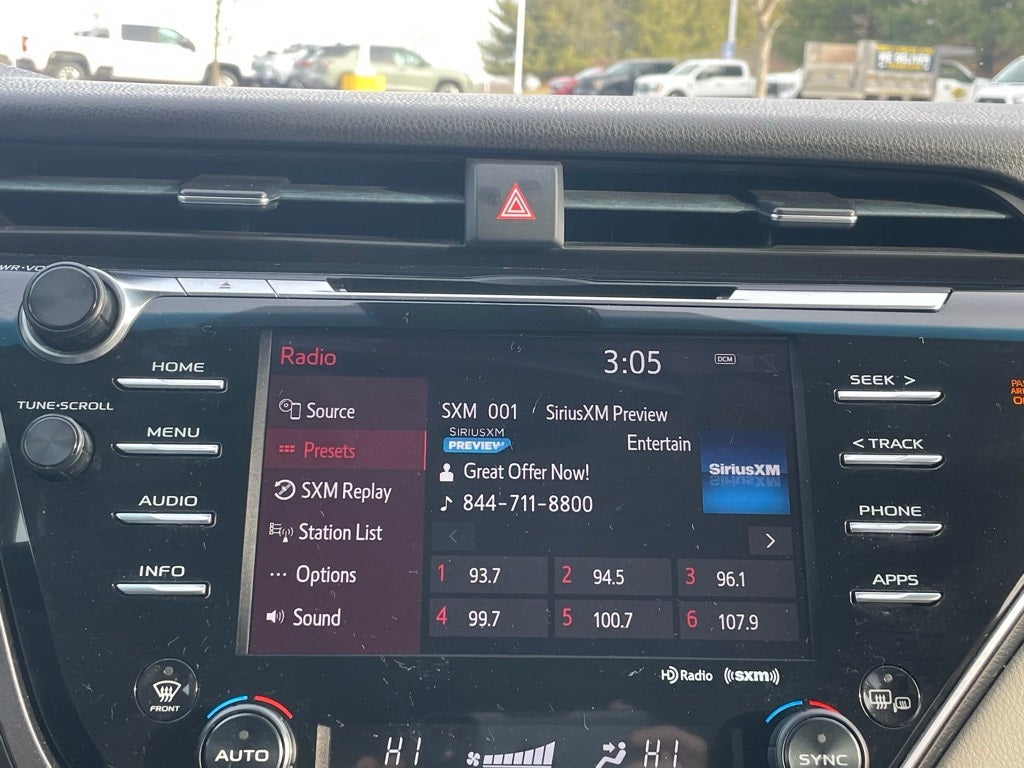 PWR·VO
Radio
3:05
DCM
HOME
SEEK >
TUNE·SCROLL
Source
SXM 001
SiriusXM Preview
MENU
SIRIUSXM
PREVIEW
Entertain
< TRACK
Presets
SiriusXM
Great Offer Now!
AUDIO
SXM Replay
844-711-8800
PHONE
Station List
INFO
Options
1 93.7
2 94.5
3 96.1
APPS
Sound
4 99.7
5 100.7
6 107.9
HD Radio
((sxm))
FRONT
AUTO
HI
HI
SYNC